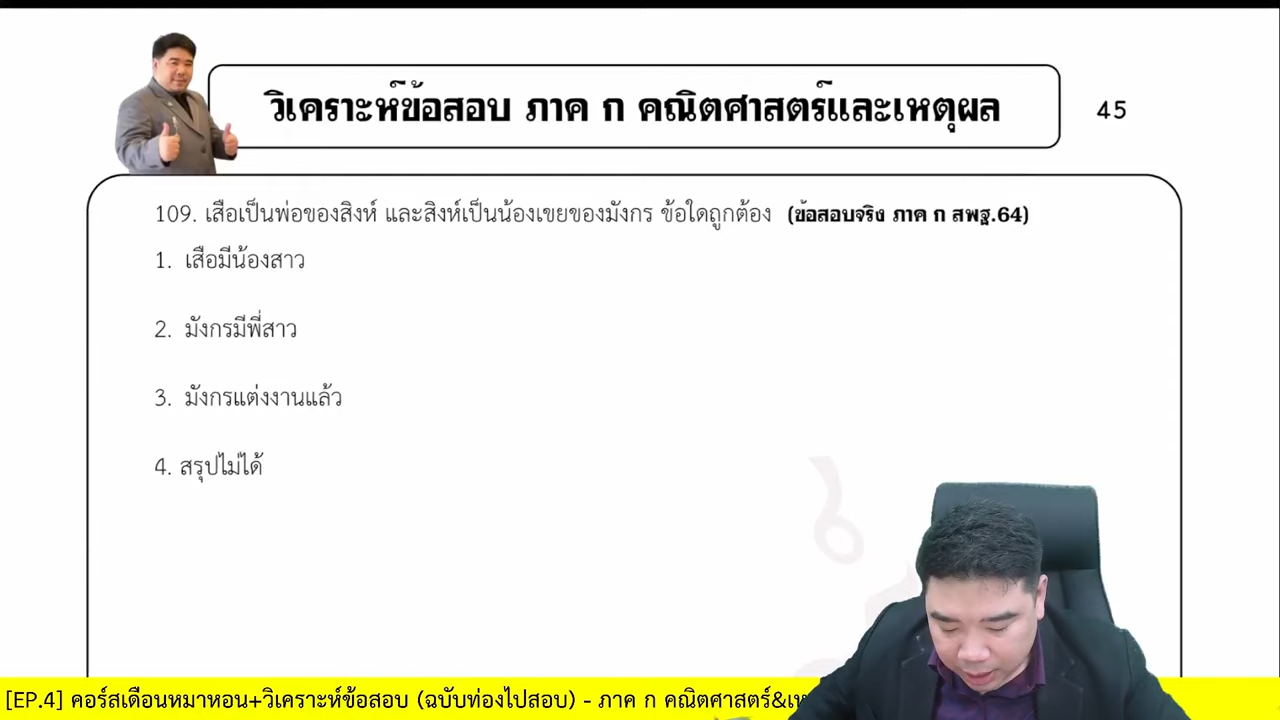 วิเคราะห์ข้อสอบ ภาค ก คณิตศาสตร์และเหตุผล
45
109. เสือเป็นพ่อของสิงห์ และสิงห์เป็นน้องเขยของมังกร ข้อใดถูกต้อง (ข้อสอบจริง ภาค ก สพฐ.64)
1. เสือมีน้องสาว
2. มังกรมีพี่สาว
3. มังกรแต่งงานแล้ว
4. สรุปไม่ได้
[EP.4] คอร์สเดือนหมาหอน+วิเคราะห์ข้อสอบ (ฉบับท่องไปสอบ) - ภาค ก คณิตศาสตร์&